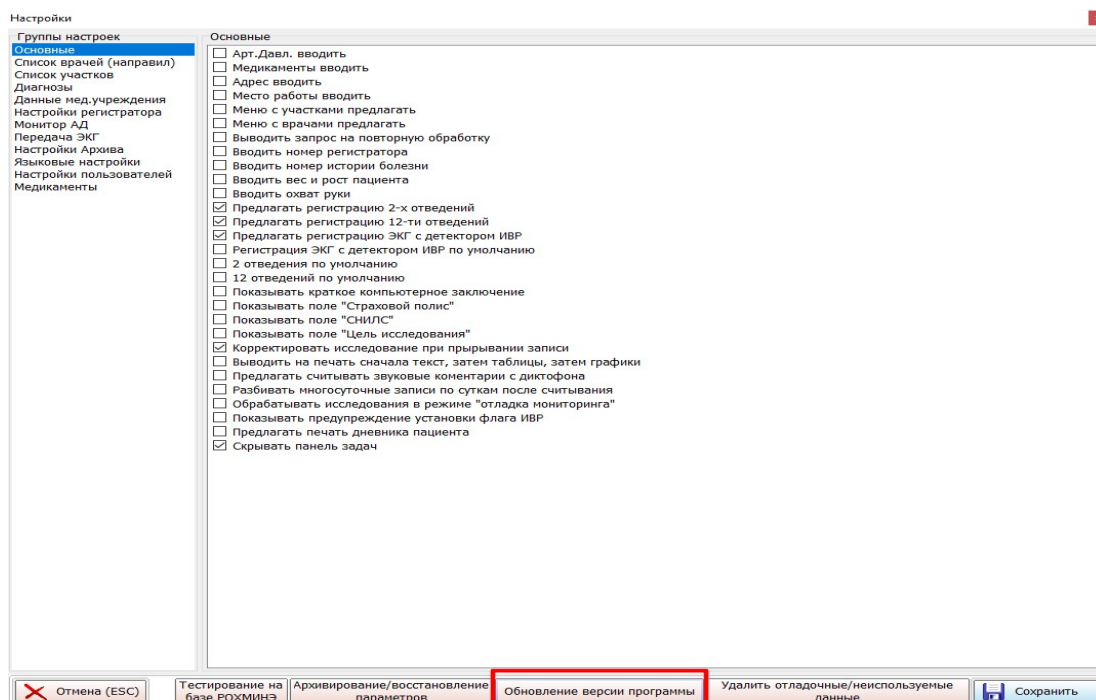 Настройки
Группы настроек
Основные
Список врачей (направил)
Список участков
Диагнозы
Данные мед.учреждения
Настройки регистратора
Монитор АД
Передача ЭКГ
Настройки Архива
Языковые настройки
Настройки пользователей
Медикаменты
Основные
Арт.Давл. вводить
Медикаменты вводить
Адрес вводить
Место работы вводить
Меню с участками предлагать
Меню с врачами предлагать
Выводить запрос на повторную обработку
Вводить номер регистратора
Вводить номер истории болезни
Вводить вес и рост пациента
Вводить охват руки
Предлагать регистрацию 2-х отведений
Предлагать регистрацию 12-ти отведений
Предлагать регистрацию ЭКГ с детектором ИВР
Регистрация ЭКГ с детектором ИВР по умолчанию
2 отведения по умолчанию
12 отведений по умолчанию
Показывать краткое компьютерное заключение
Показывать поле "Страховой полис"
Показывать поле "СНИЛС"
Показывать поле "Цель исследования"
Корректировать исследование при прырывании записи
Выводить на печать сначала текст, затем таблицы, затем графики
Предлагать считывать звуковые коментарии с диктофона
Разбивать многосуточные записи по суткам после считывания
Обрабатывать исследования в режиме "отладка мониторинга"
Показывать предупреждение установки флага ИВР
Предлагать печать дневника пациента
Скрывать панель задач
Отмена (ESC)
Тестирование на
базе РОХМИНЭ
Архивирование/восстановление
параметров
Обновление версии программы
Удалить отладочные/неиспользуемые
данные
Сохранить